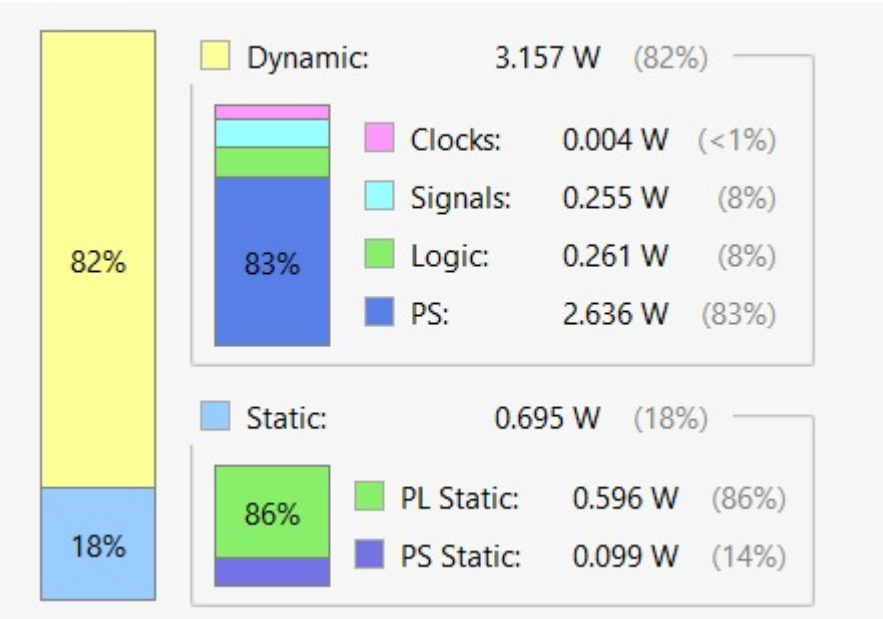 Dynamic: 3.157 W (82%)
Clocks: 0.004 W (<1%)
Signals: 0.255 W (8%)
82%
83%
Logic: 0.261 W (8%)
PS: 2.636 W (83%)
Static: 0.695 W (18%)
86%
PL Static: 0.596 W (86%)
18%
PS Static: 0.099 W (14%)